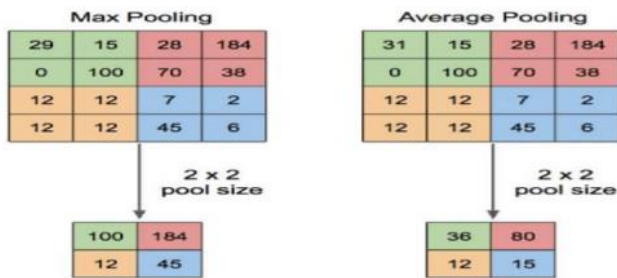 Max Pooling
29 15 28 184
0 100 70 38
12 12 7 2
12 12 45 6
2 x 2
pool size
100 184
12 45
Average Pooling
31 15 28 184
0 100 70 38
12 12 7 2
12 12 45 6
2 x 2
pool size
36 80
12 15